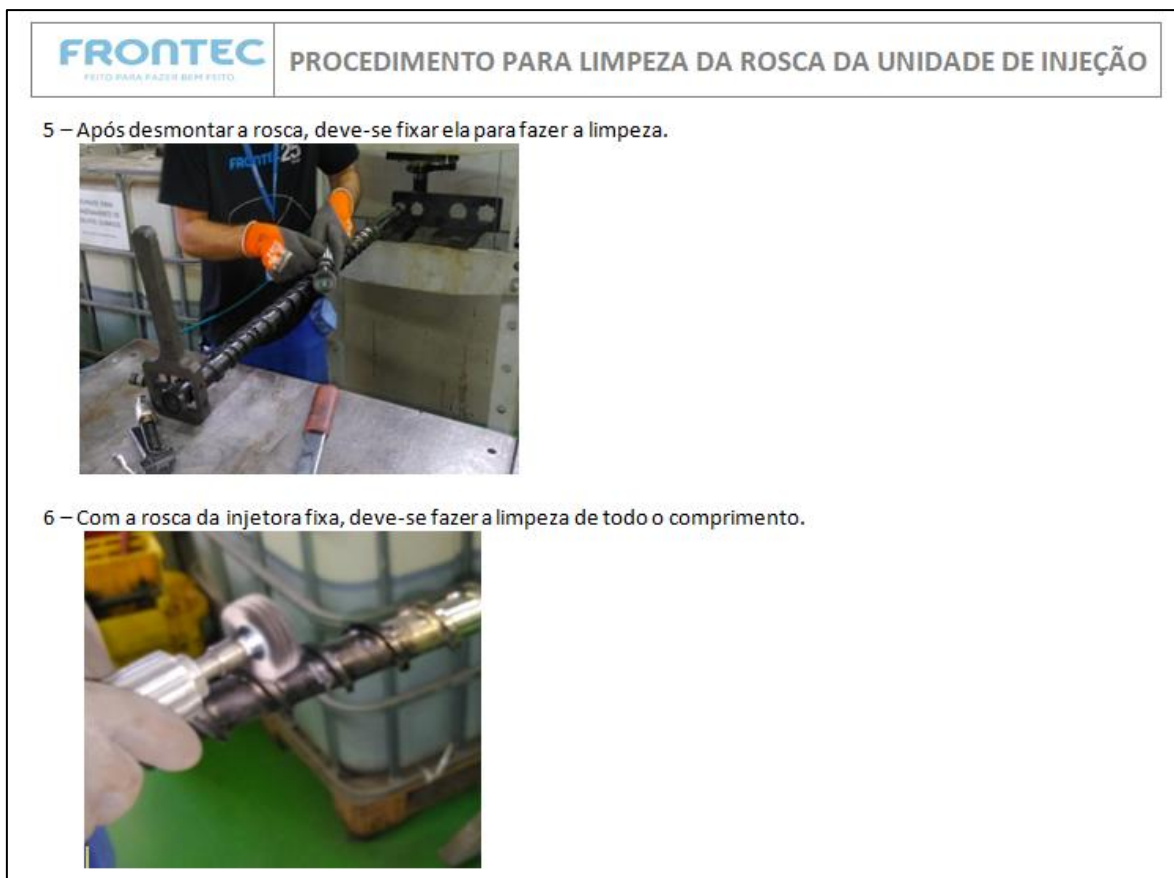 FRONTEC
FEITO PARA FAZER BEM FEITO
PROCEDIMENTO PARA LIMPEZA DA ROSCA DA UNIDADE DE INJEÇÃO
5 – Após desmontar a rosca, deve-se fixar ela para fazer a limpeza.
FRONTEC 25
6 – Com a rosca da injetora fixa, deve-se fazer a limpeza de todo o comprimento.